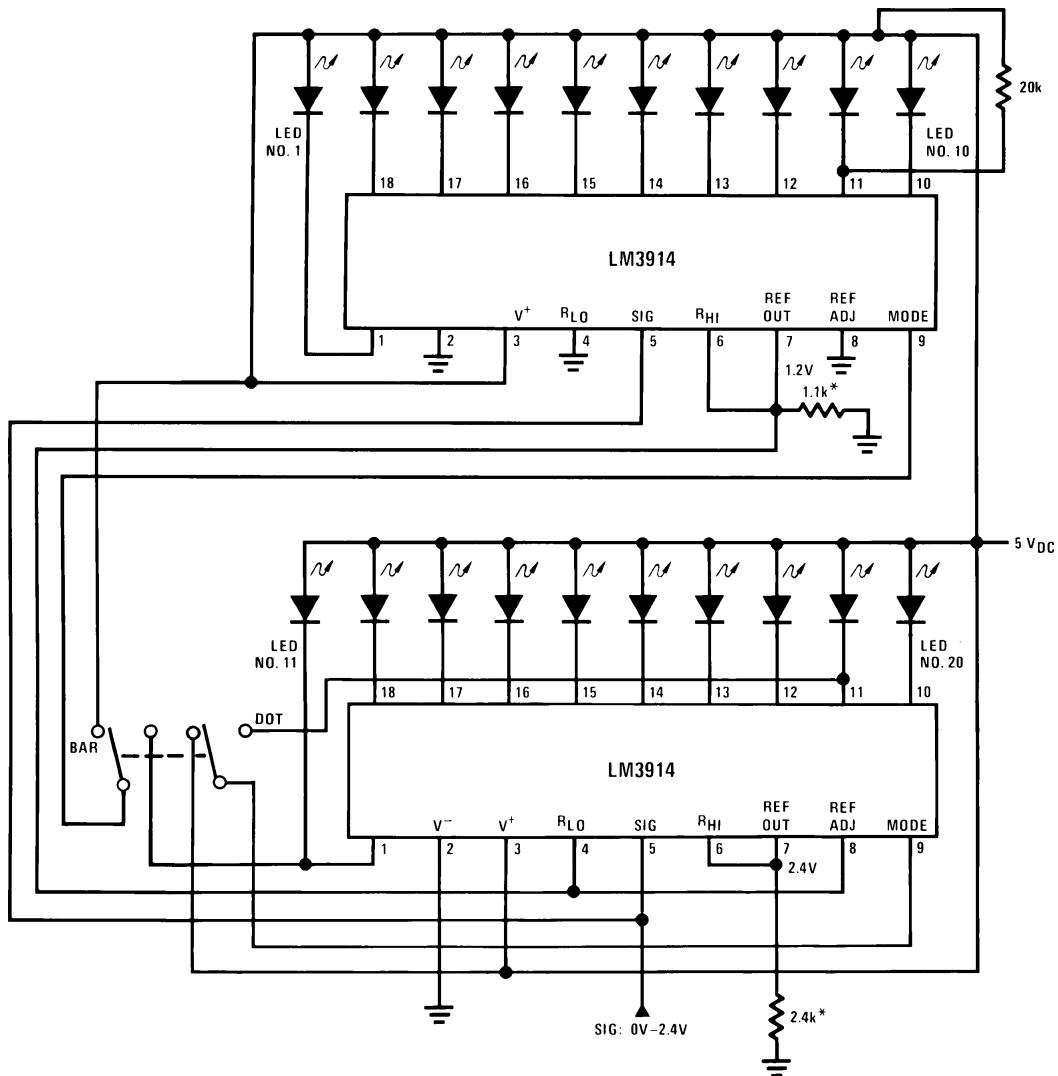 20k
LED
NO. 1
LED
NO. 10
18 17 16 15 14 13 12 11 10
LM3914
V+ RLO SIG RHI REF OUT REF ADJ MODE
1 2 3 4 5 6 7 8 9
1.2V
1.1k*
5 VDC
LED
NO. 11
LED
NO. 20
18 17 16 15 14 13 12 11 10
DOT
BAR
LM3914
V− V+ RLO SIG RHI REF OUT REF ADJ MODE
1 2 3 4 5 6 7 8 9
2.4V
2.4k*
SIG: 0V–2.4V